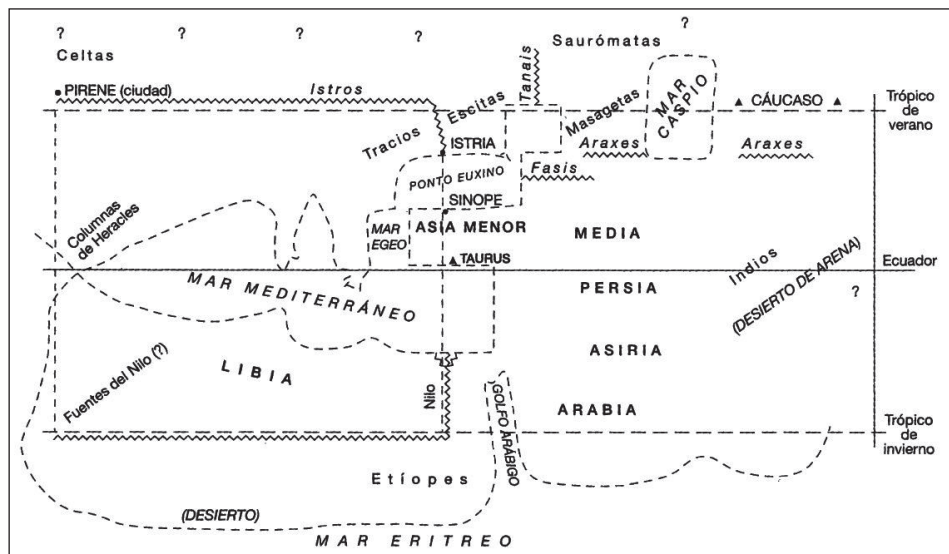 ? ? ? ? ?
Celtas
Saurómatas
PIRENE (ciudad)
Istros
Tanais
Escitas
Masagetas
MAR
CASPIO
CÁUCASO
Trópico
de
verano
Tracios
ISTRIA
Araxes
Araxes
PONTO EUXINO
Fasis
Columnas
de Heracles
SINOPE
MAR
EGEO
ASIA MENOR
MEDIA
TAURUS
Ecuador
MAR MEDITERRÁNEO
PERSIA
Indios
(DESIERTO DE ARENA)
?
ASIRIA
LIBIA
Fuentes del Nilo (?)
Nilo
GOLFO ARÁBIGO
ARABIA
Trópico
de
invierno
Etíopes
(DESIERTO)
MAR ERITREO